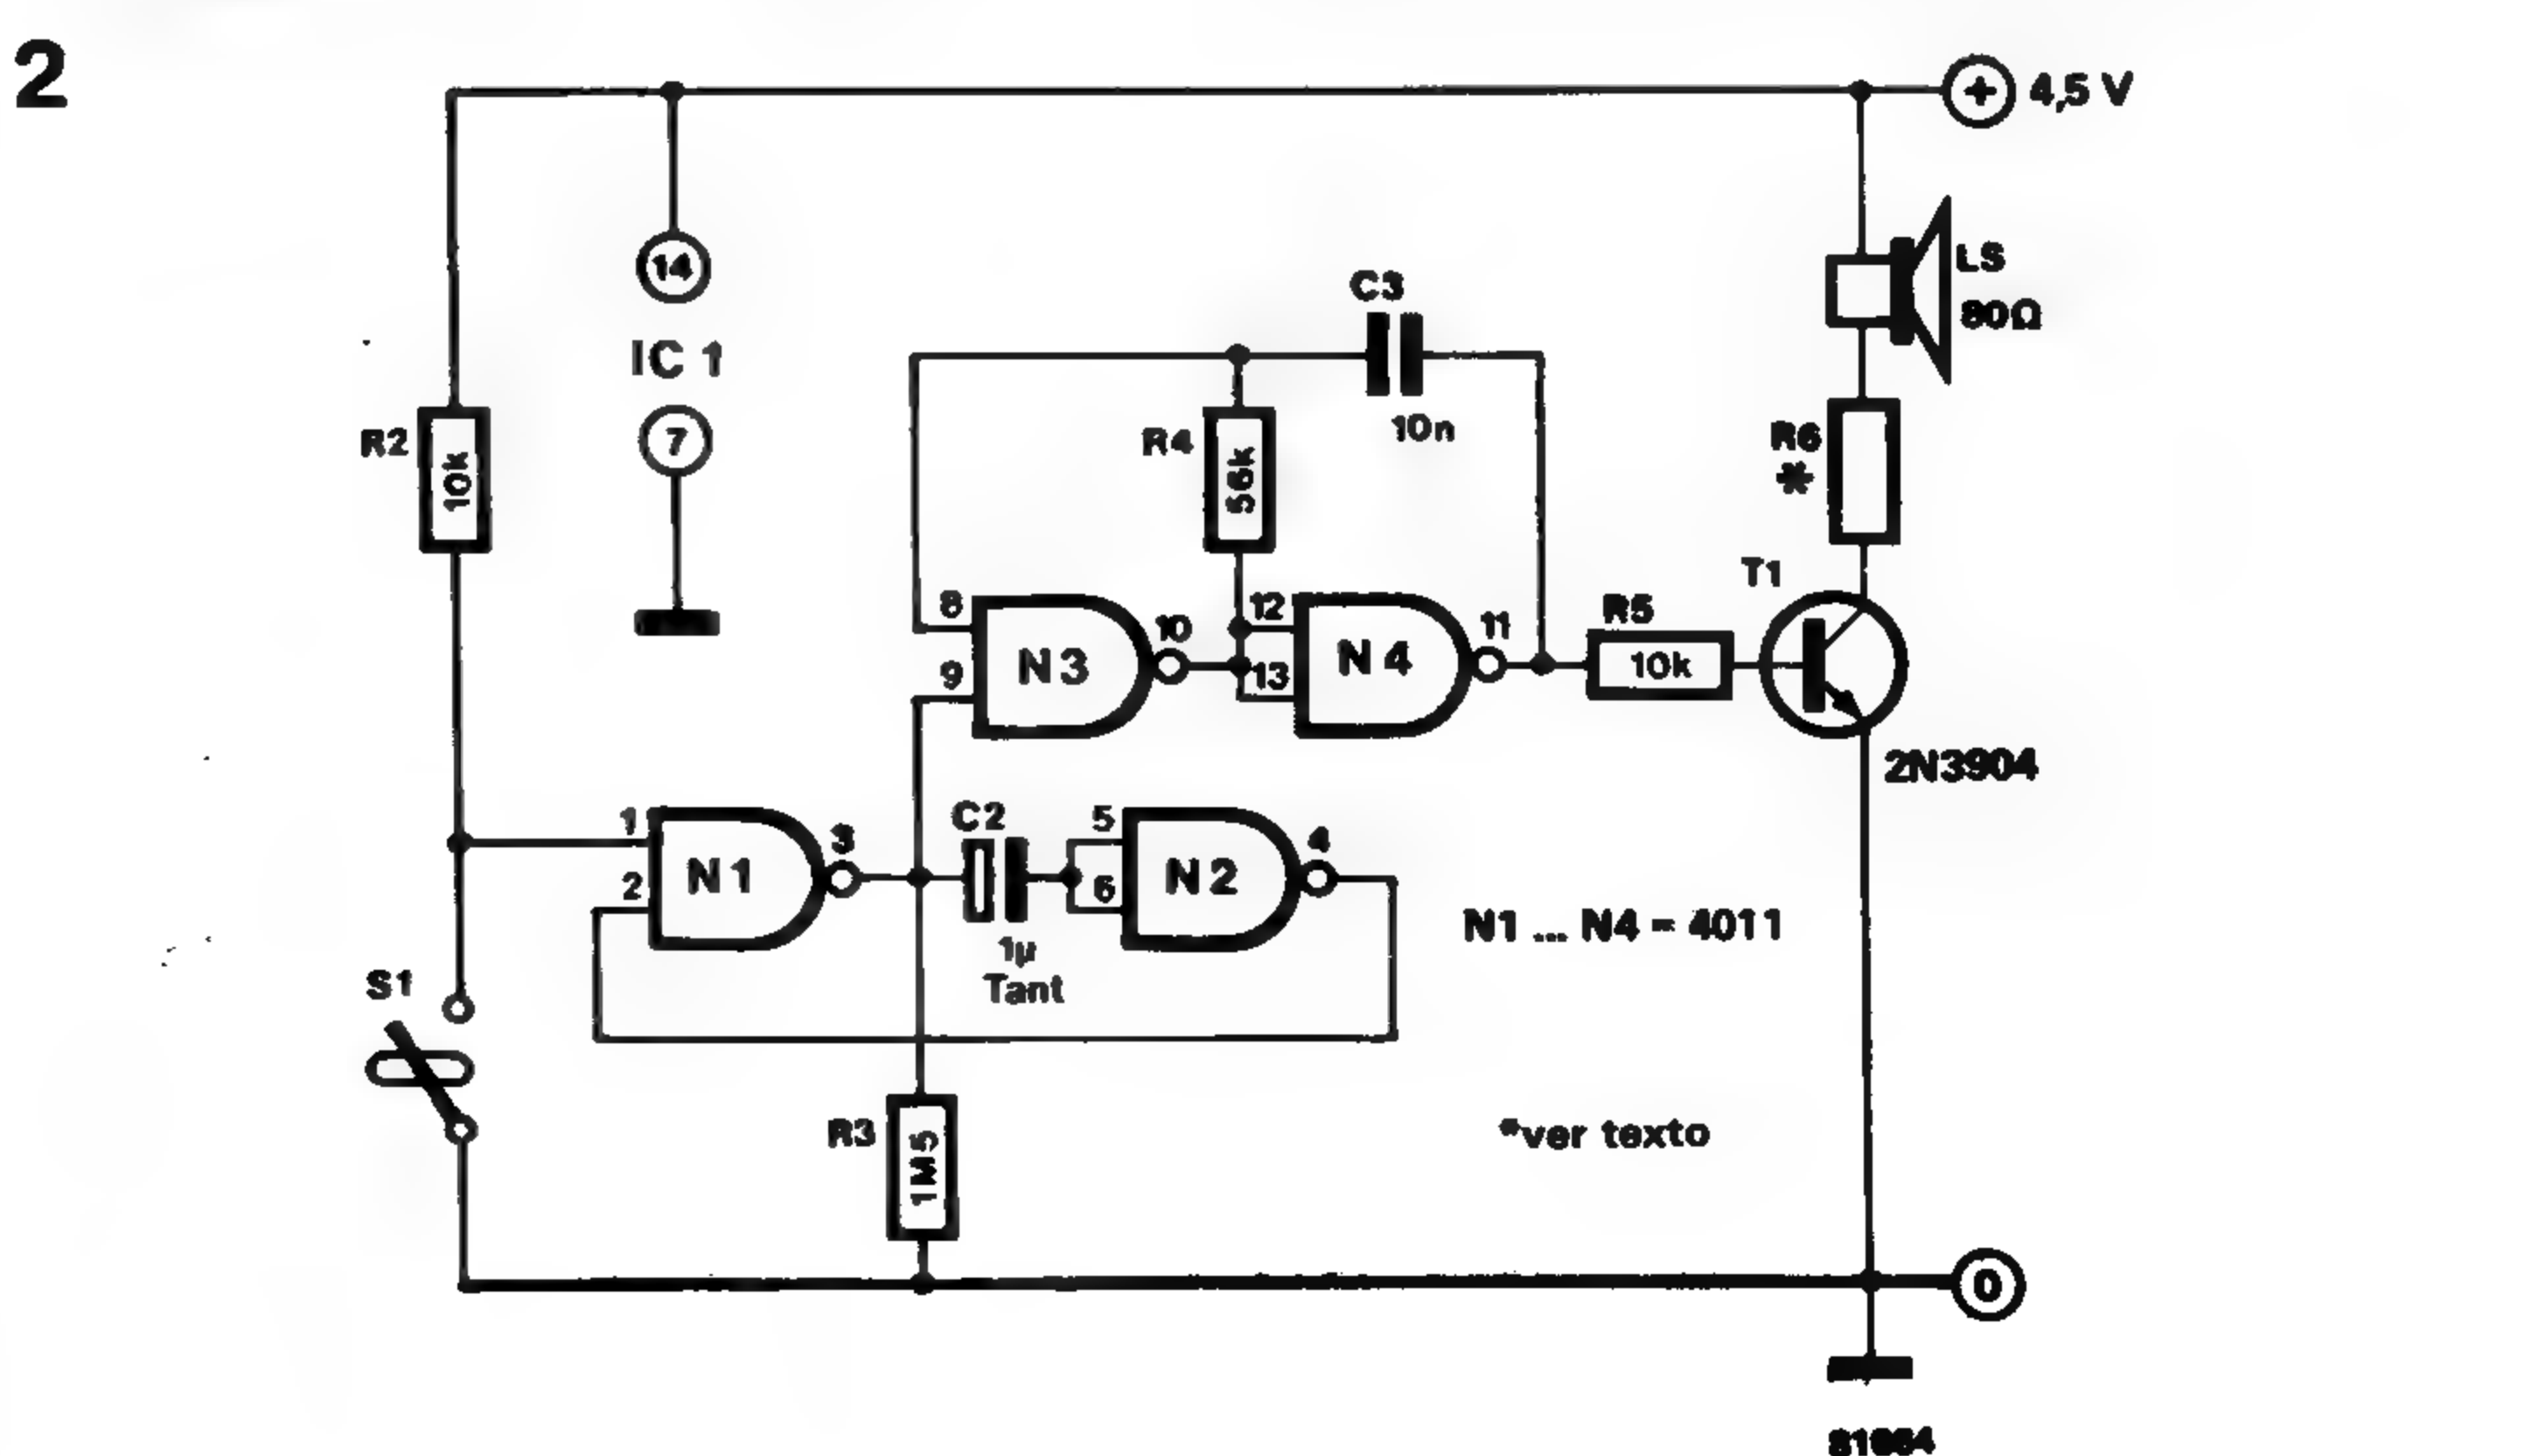 2
+ 4,5 V
14
IC 1
7
R2
10k
C3
10n
R4
56k
LS
80Ω
R6
*
T1
8
9
N3
10
12
13
N4
11
R5
10k
2N3904
1
2
N1
3
C2
1µ
Tant
5
6
N2
4
N1 ... N4 = 4011
S1
R3
1M5
*ver texto
0